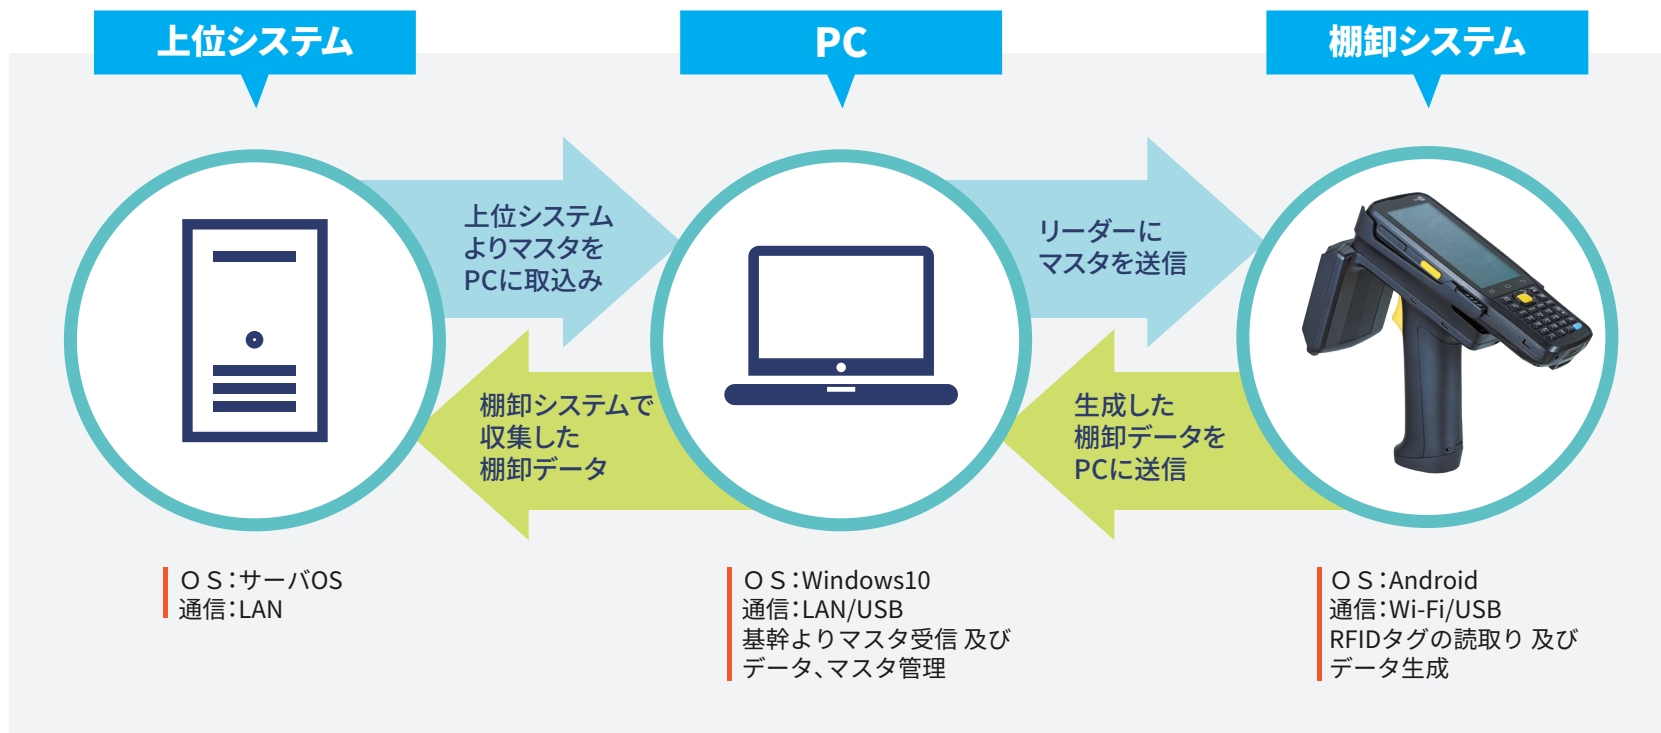 上位システム
PC
棚卸システム
上位システム
よりマスタを
PCに取込み
リーダーに
マスタを送信
棚卸システムで
収集した
棚卸データ
生成した
棚卸データを
PCに送信
ＯＳ：サーバOS
通信：LAN
ＯＳ：Windows10
通信：LAN/USB
基幹よりマスタ受信 及び
データ、マスタ管理
ＯＳ：Android
通信：Wi-Fi/USB
RFIDタグの読取り 及び
データ生成